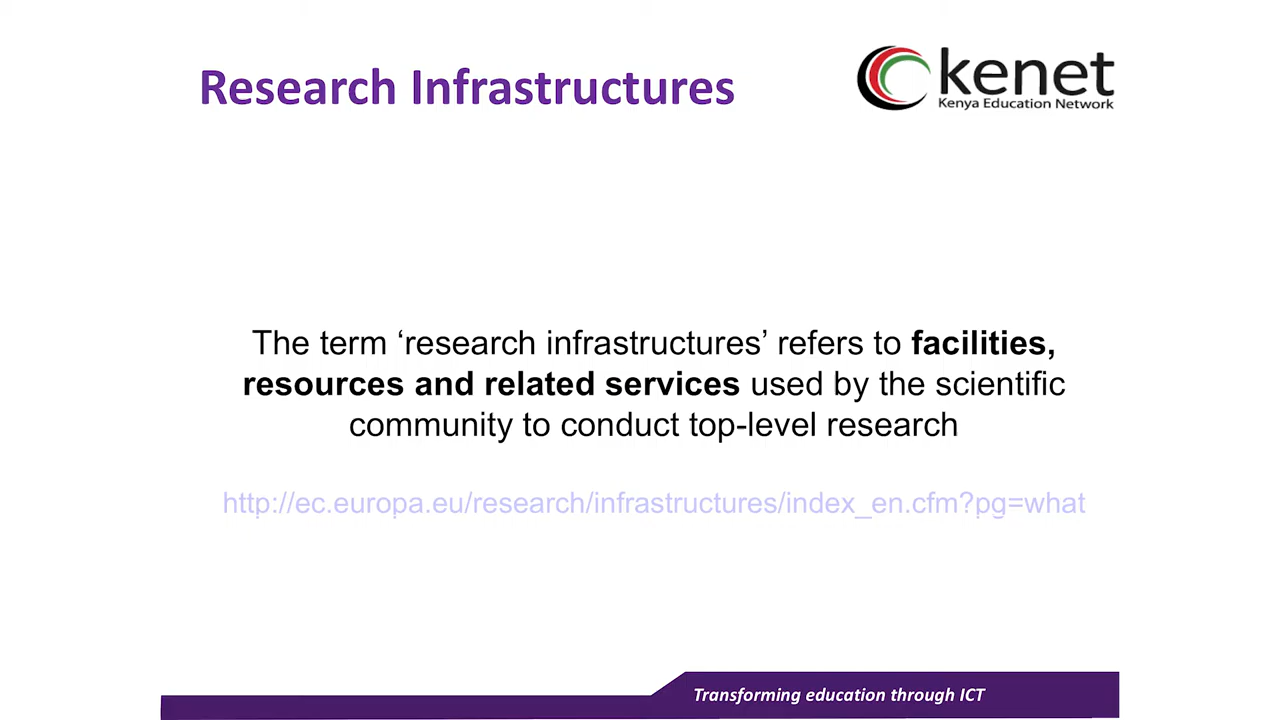 Research Infrastructures
kenet
Kenya Education Network
The term ‘research infrastructures’ refers to facilities,
resources and related services used by the scientific
community to conduct top-level research
http://ec.europa.eu/research/infrastructures/index_en.cfm?pg=what
Transforming education through ICT